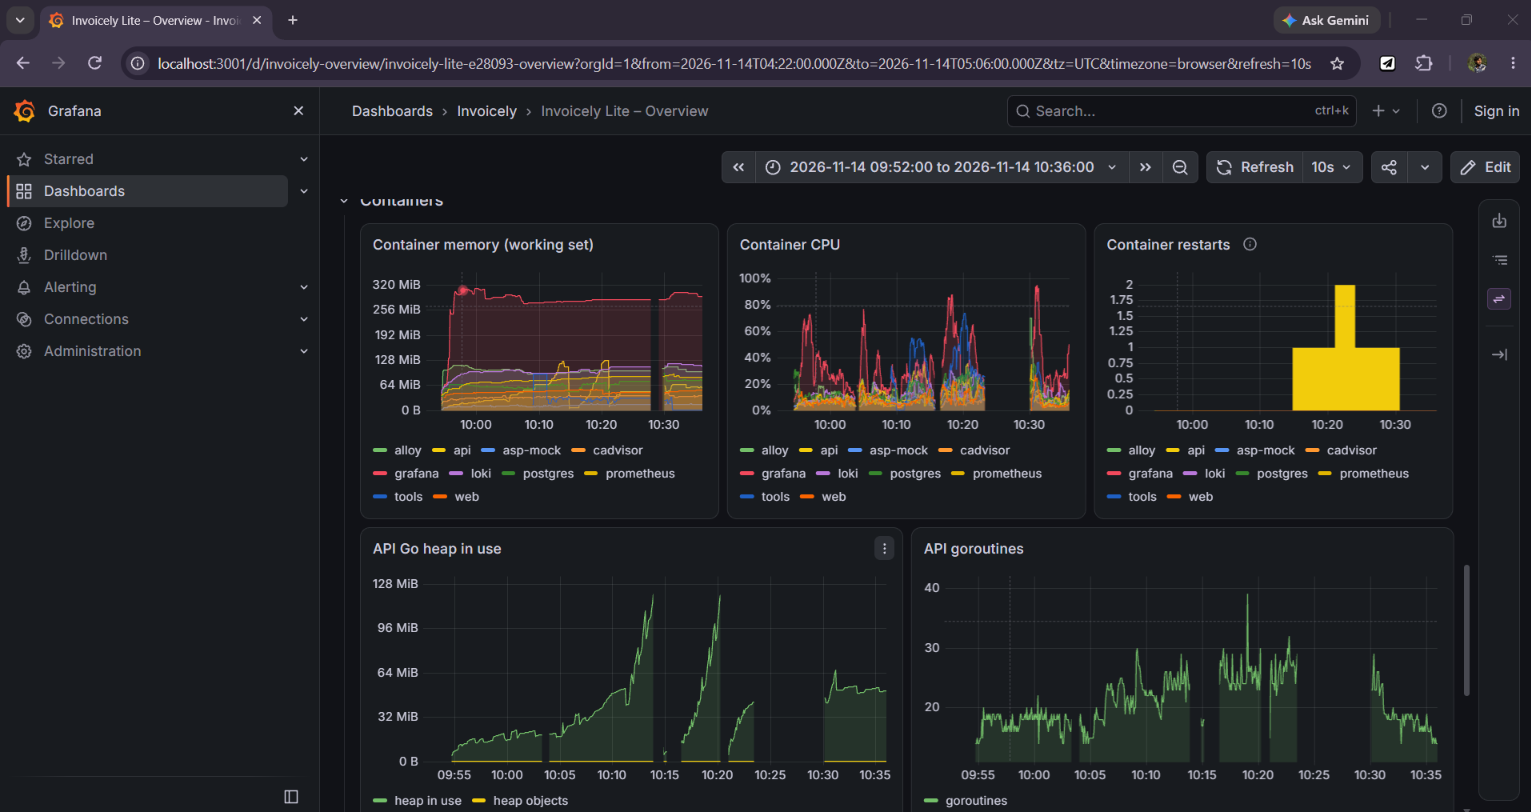 Invoicely Lite – Overview - Invoi
Ask Gemini
localhost:3001/d/invoicely-overview/invoicely-lite-e28093-overview?orgId=1&from=2026-11-14T04:22:00.000Z&to=2026-11-14T05:06:00.000Z&tz=UTC&timezone=browser&refresh=10s
Grafana
Dashboards › Invoicely › Invoicely Lite – Overview
Search...
ctrl+k
Sign in
Starred
Dashboards
Explore
Drilldown
Alerting
Connections
Administration
2026-11-14 09:52:00 to 2026-11-14 10:36:00
Refresh
10s
Edit
Containers
Container memory (working set)
320 MiB
256 MiB
192 MiB
128 MiB
64 MiB
0 B
10:00 10:10 10:20 10:30
alloy api asp-mock cadvisor
grafana loki postgres prometheus
tools web
Container CPU
100%
80%
60%
40%
20%
0%
10:00 10:10 10:20 10:30
alloy api asp-mock cadvisor
grafana loki postgres prometheus
tools web
Container restarts
2
1.75
1.5
1.25
1
0.75
0.5
0.25
0
10:00 10:10 10:20 10:30
alloy api asp-mock cadvisor
grafana loki postgres prometheus
tools web
API Go heap in use
128 MiB
96 MiB
64 MiB
32 MiB
0 B
09:55 10:00 10:05 10:10 10:15 10:20 10:25 10:30 10:35
heap in use heap objects
API goroutines
40
30
20
09:55 10:00 10:05 10:10 10:15 10:20 10:25 10:30 10:35
goroutines